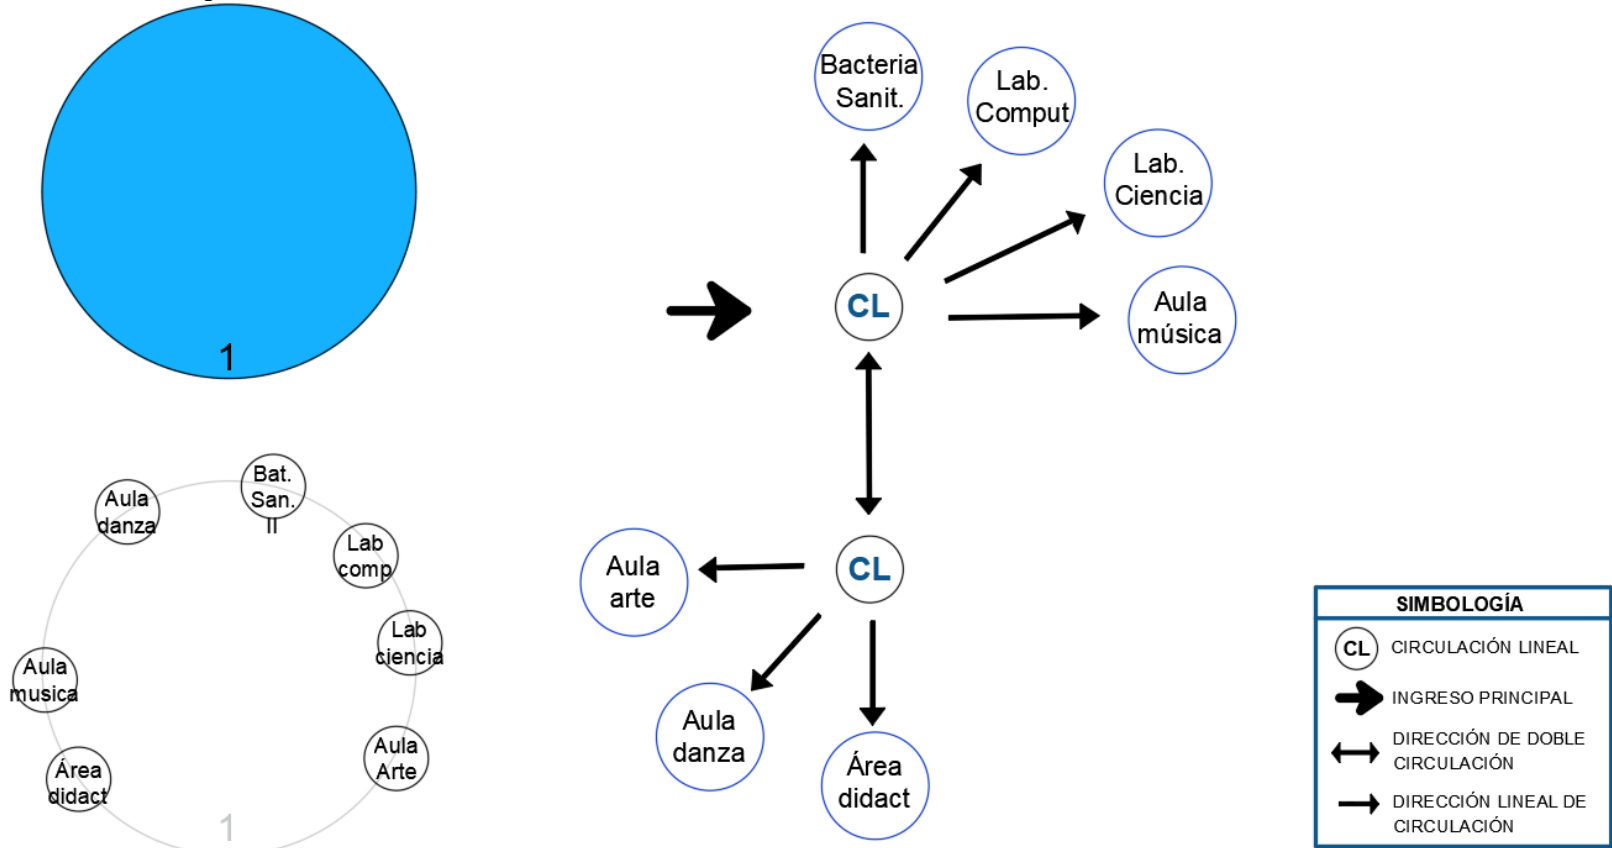 1
Bacteria
Sanit.
Lab.
Comput
Lab.
Ciencia
Aula
música
CL
CL
Aula
arte
Aula
danza
Área
didact
Bat.
San.
II
Aula
danza
Lab
comp
Lab
ciencia
Aula
musica
Aula
Arte
Área
didact
1
SIMBOLOGÍA
CL CIRCULACIÓN LINEAL
INGRESO PRINCIPAL
DIRECCIÓN DE DOBLE
CIRCULACIÓN
DIRECCIÓN LINEAL DE
CIRCULACIÓN